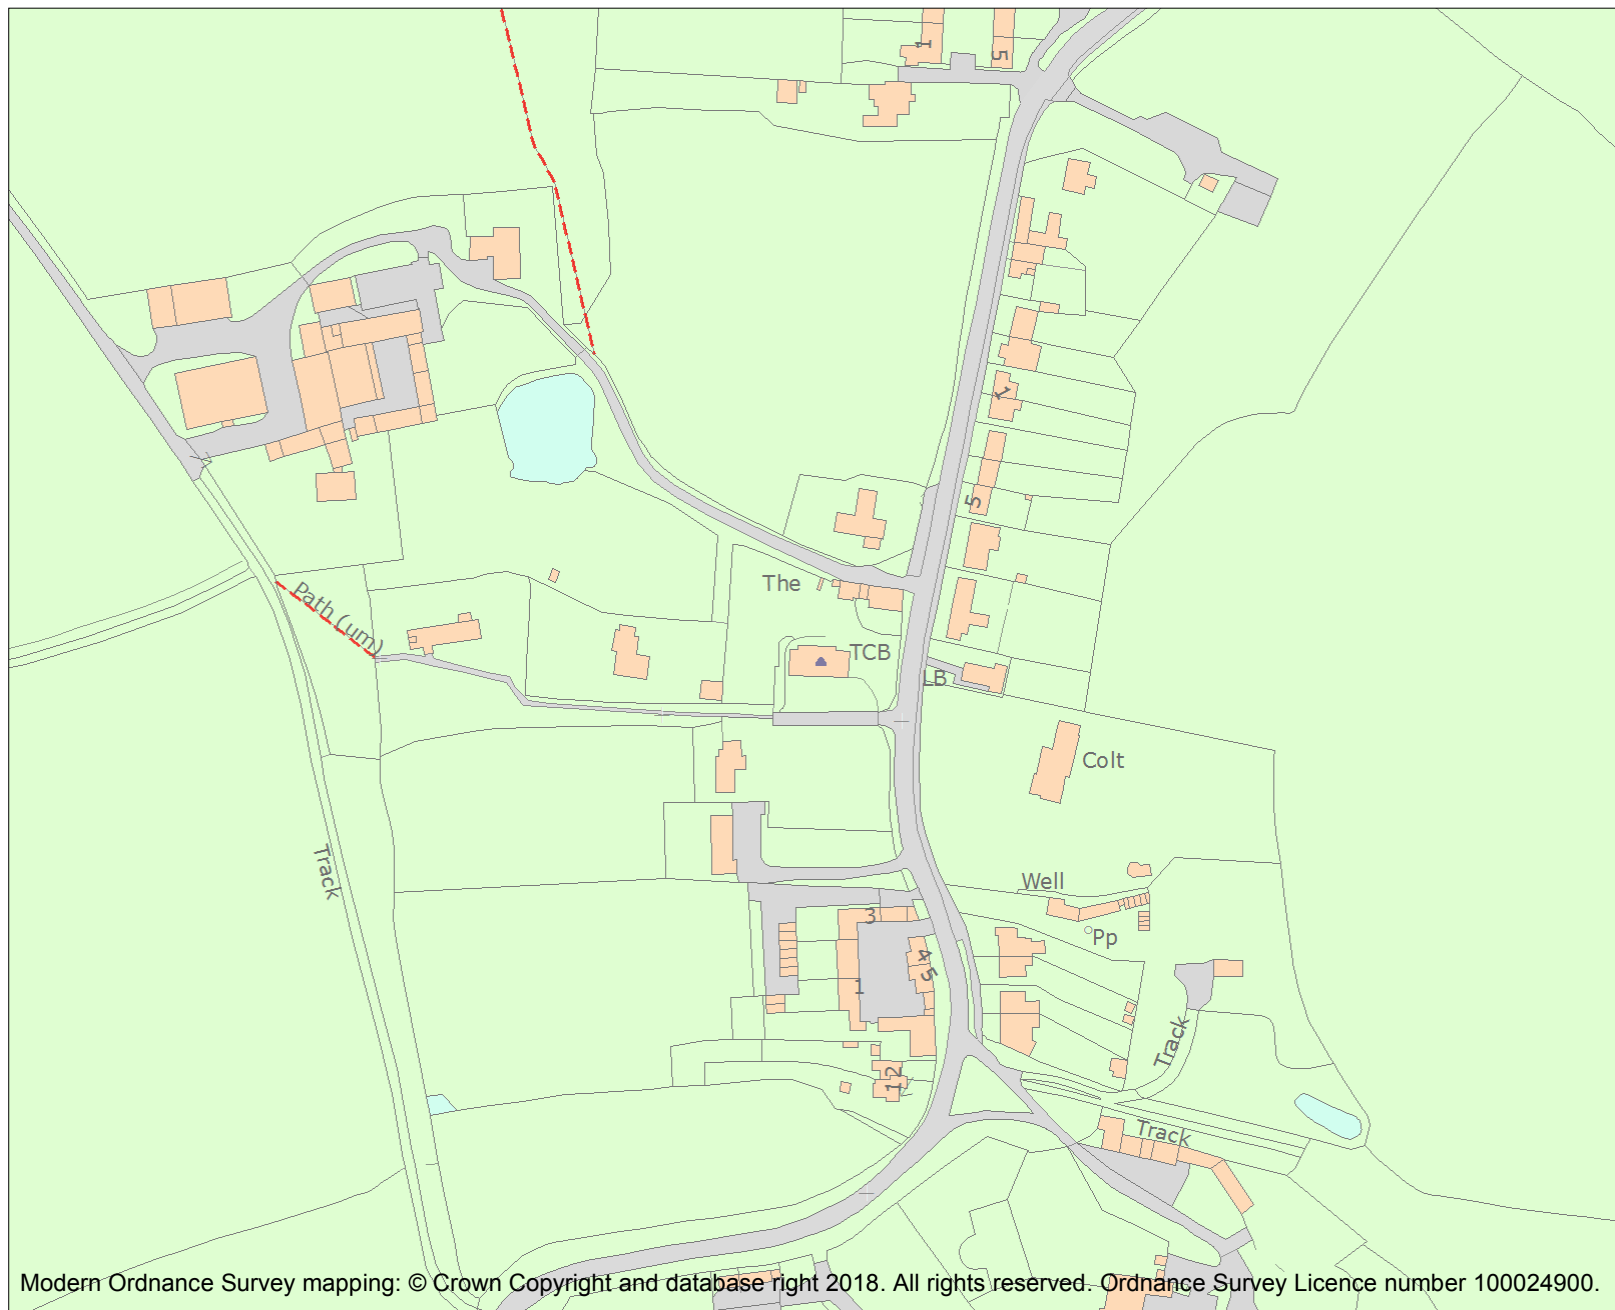 1
5
1
5
The
Path (um)
TCB
LB
Colt
Track
Well
3
Pp
4
5
1
Track
12
Track
Modern Ordnance Survey mapping: © Crown Copyright and database right 2018. All rights reserved. Ordnance Survey Licence number 100024900.